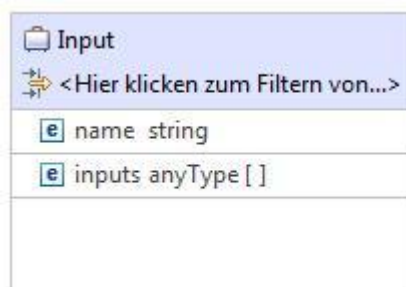 Input
<Hier klicken zum Filtern von...>
e name string
e inputs anyType [ ]